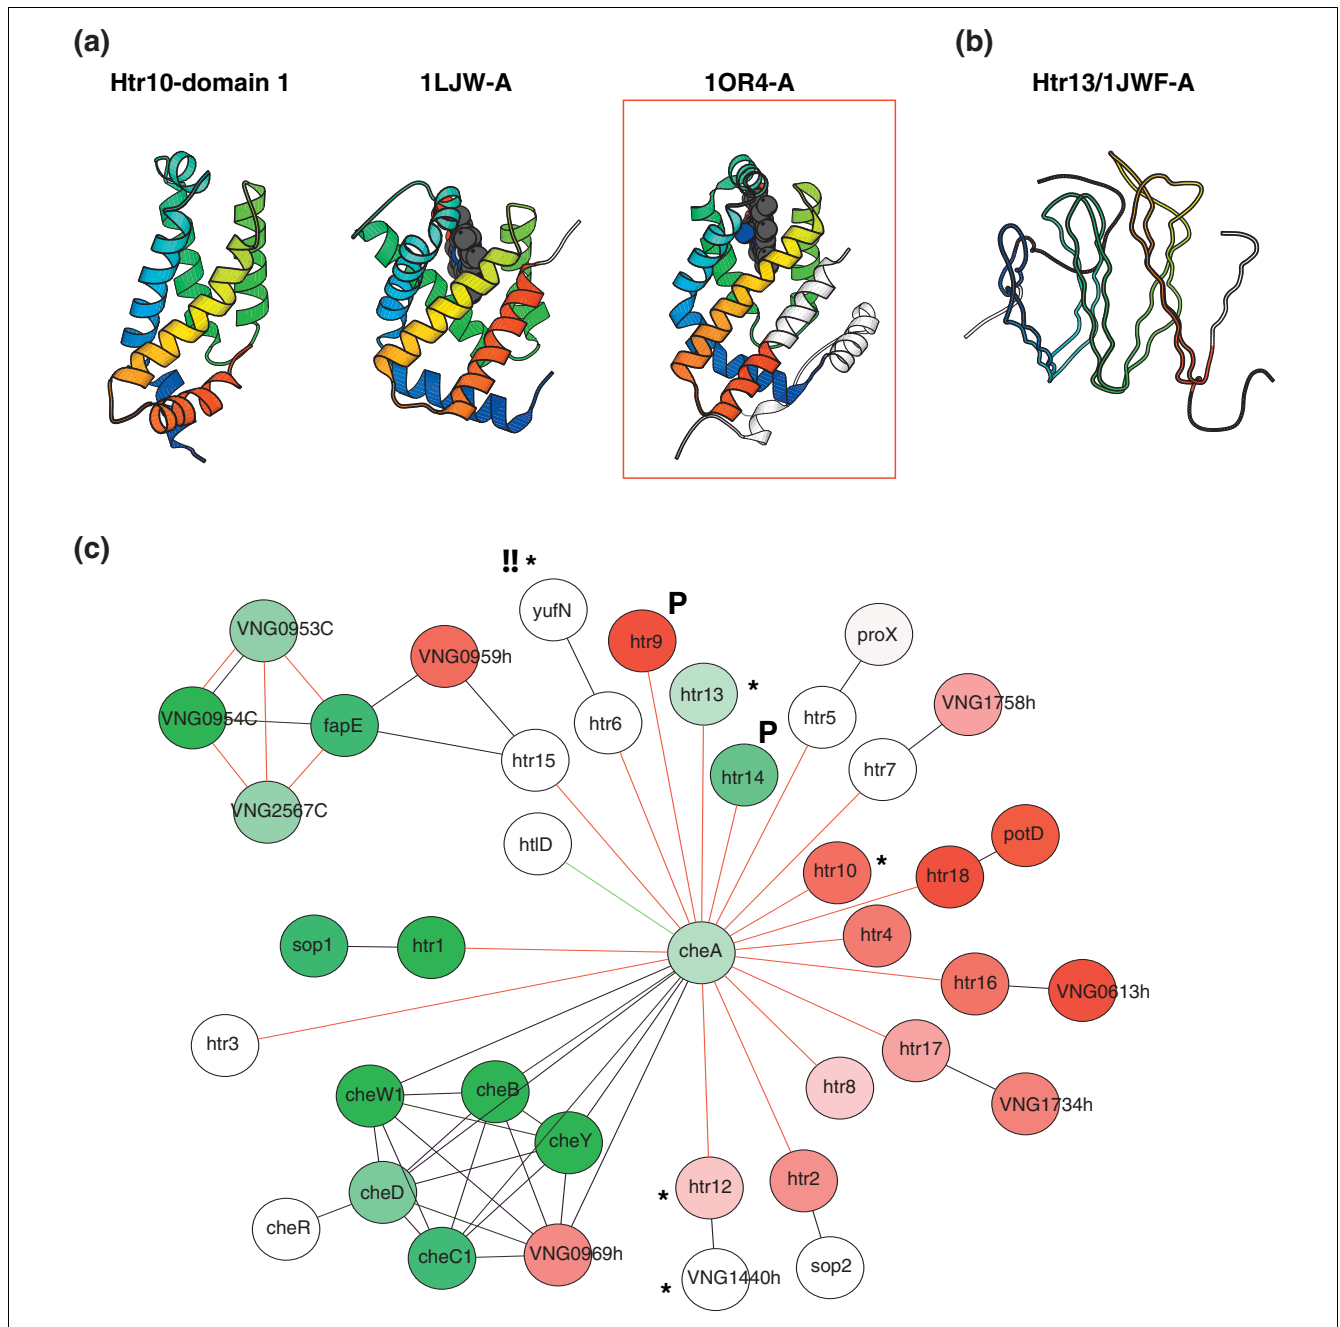 (a)
(b)
Htr10-domain 1
1LJW-A
1OR4-A
Htr13/1JWF-A
(c)
!! *
yufN
P
htr9
proX
VNG0953C
VNG0959h
htr13 *
VNG1758h
VNG0954C
fapE
htr6
htr5
P
htr15
htr14
htr7
VNG2567C
htlD
potD
htr10 *
htr18
sop1
htr1
cheA
htr4
htr16
VNG0613h
htr3
htr17
cheW1
cheB
htr8
VNG1734h
cheY
cheD
* htr12
htr2
cheR
cheC1
VNG0969h
* VNG1440h
sop2